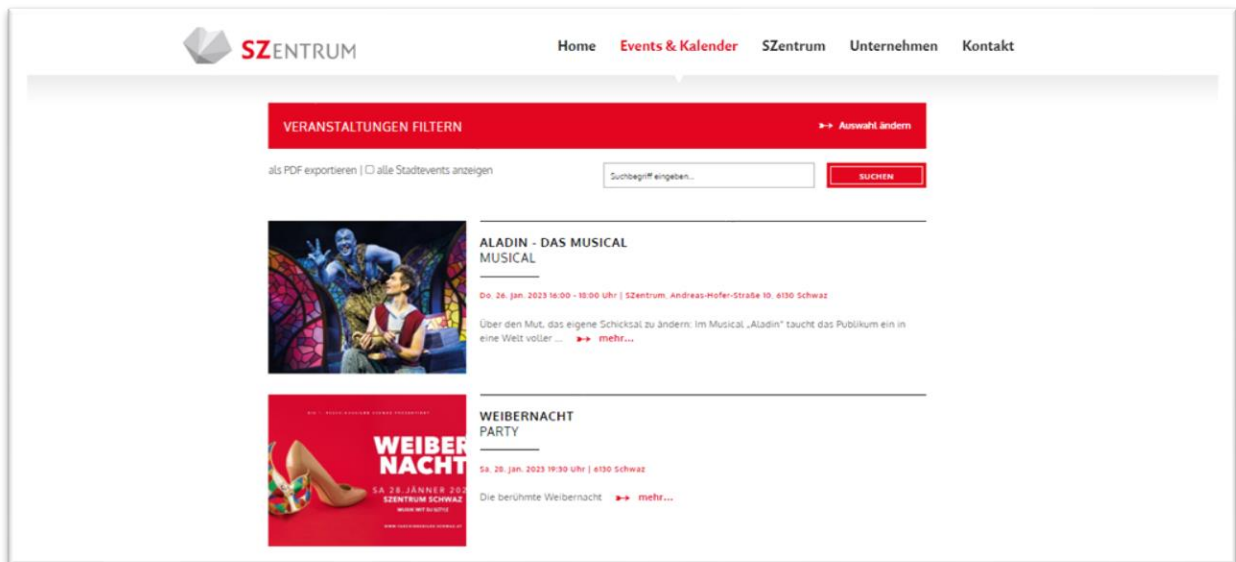 SZENTRUM
Home Events & Kalender SZentrum Unternehmen Kontakt
VERANSTALTUNGEN FILTERN
Auswahl ändern
als PDF exportieren | alle Stadtevents anzeigen
Suchbegriff eingeben...
SUCHEN
ALADIN - DAS MUSICAL
MUSICAL
Do, 26. Jan. 2023 16:00 - 18:00 Uhr | SZentrum, Andreas-Hofer-Straße 10, 6130 Schwaz
Über den Mut, das eigene Schicksal zu ändern: Im Musical „Aladin“ taucht das Publikum ein in
eine Welt voller ... mehr...
WEIBER
NACHT
SA 28.JÄNNER 202
SZENTRUM SCHWAZ
WEIBERNACHT
PARTY
Sa, 28. Jan. 2023 19:30 Uhr | 6130 Schwaz
Die berühmte Weibernacht mehr...